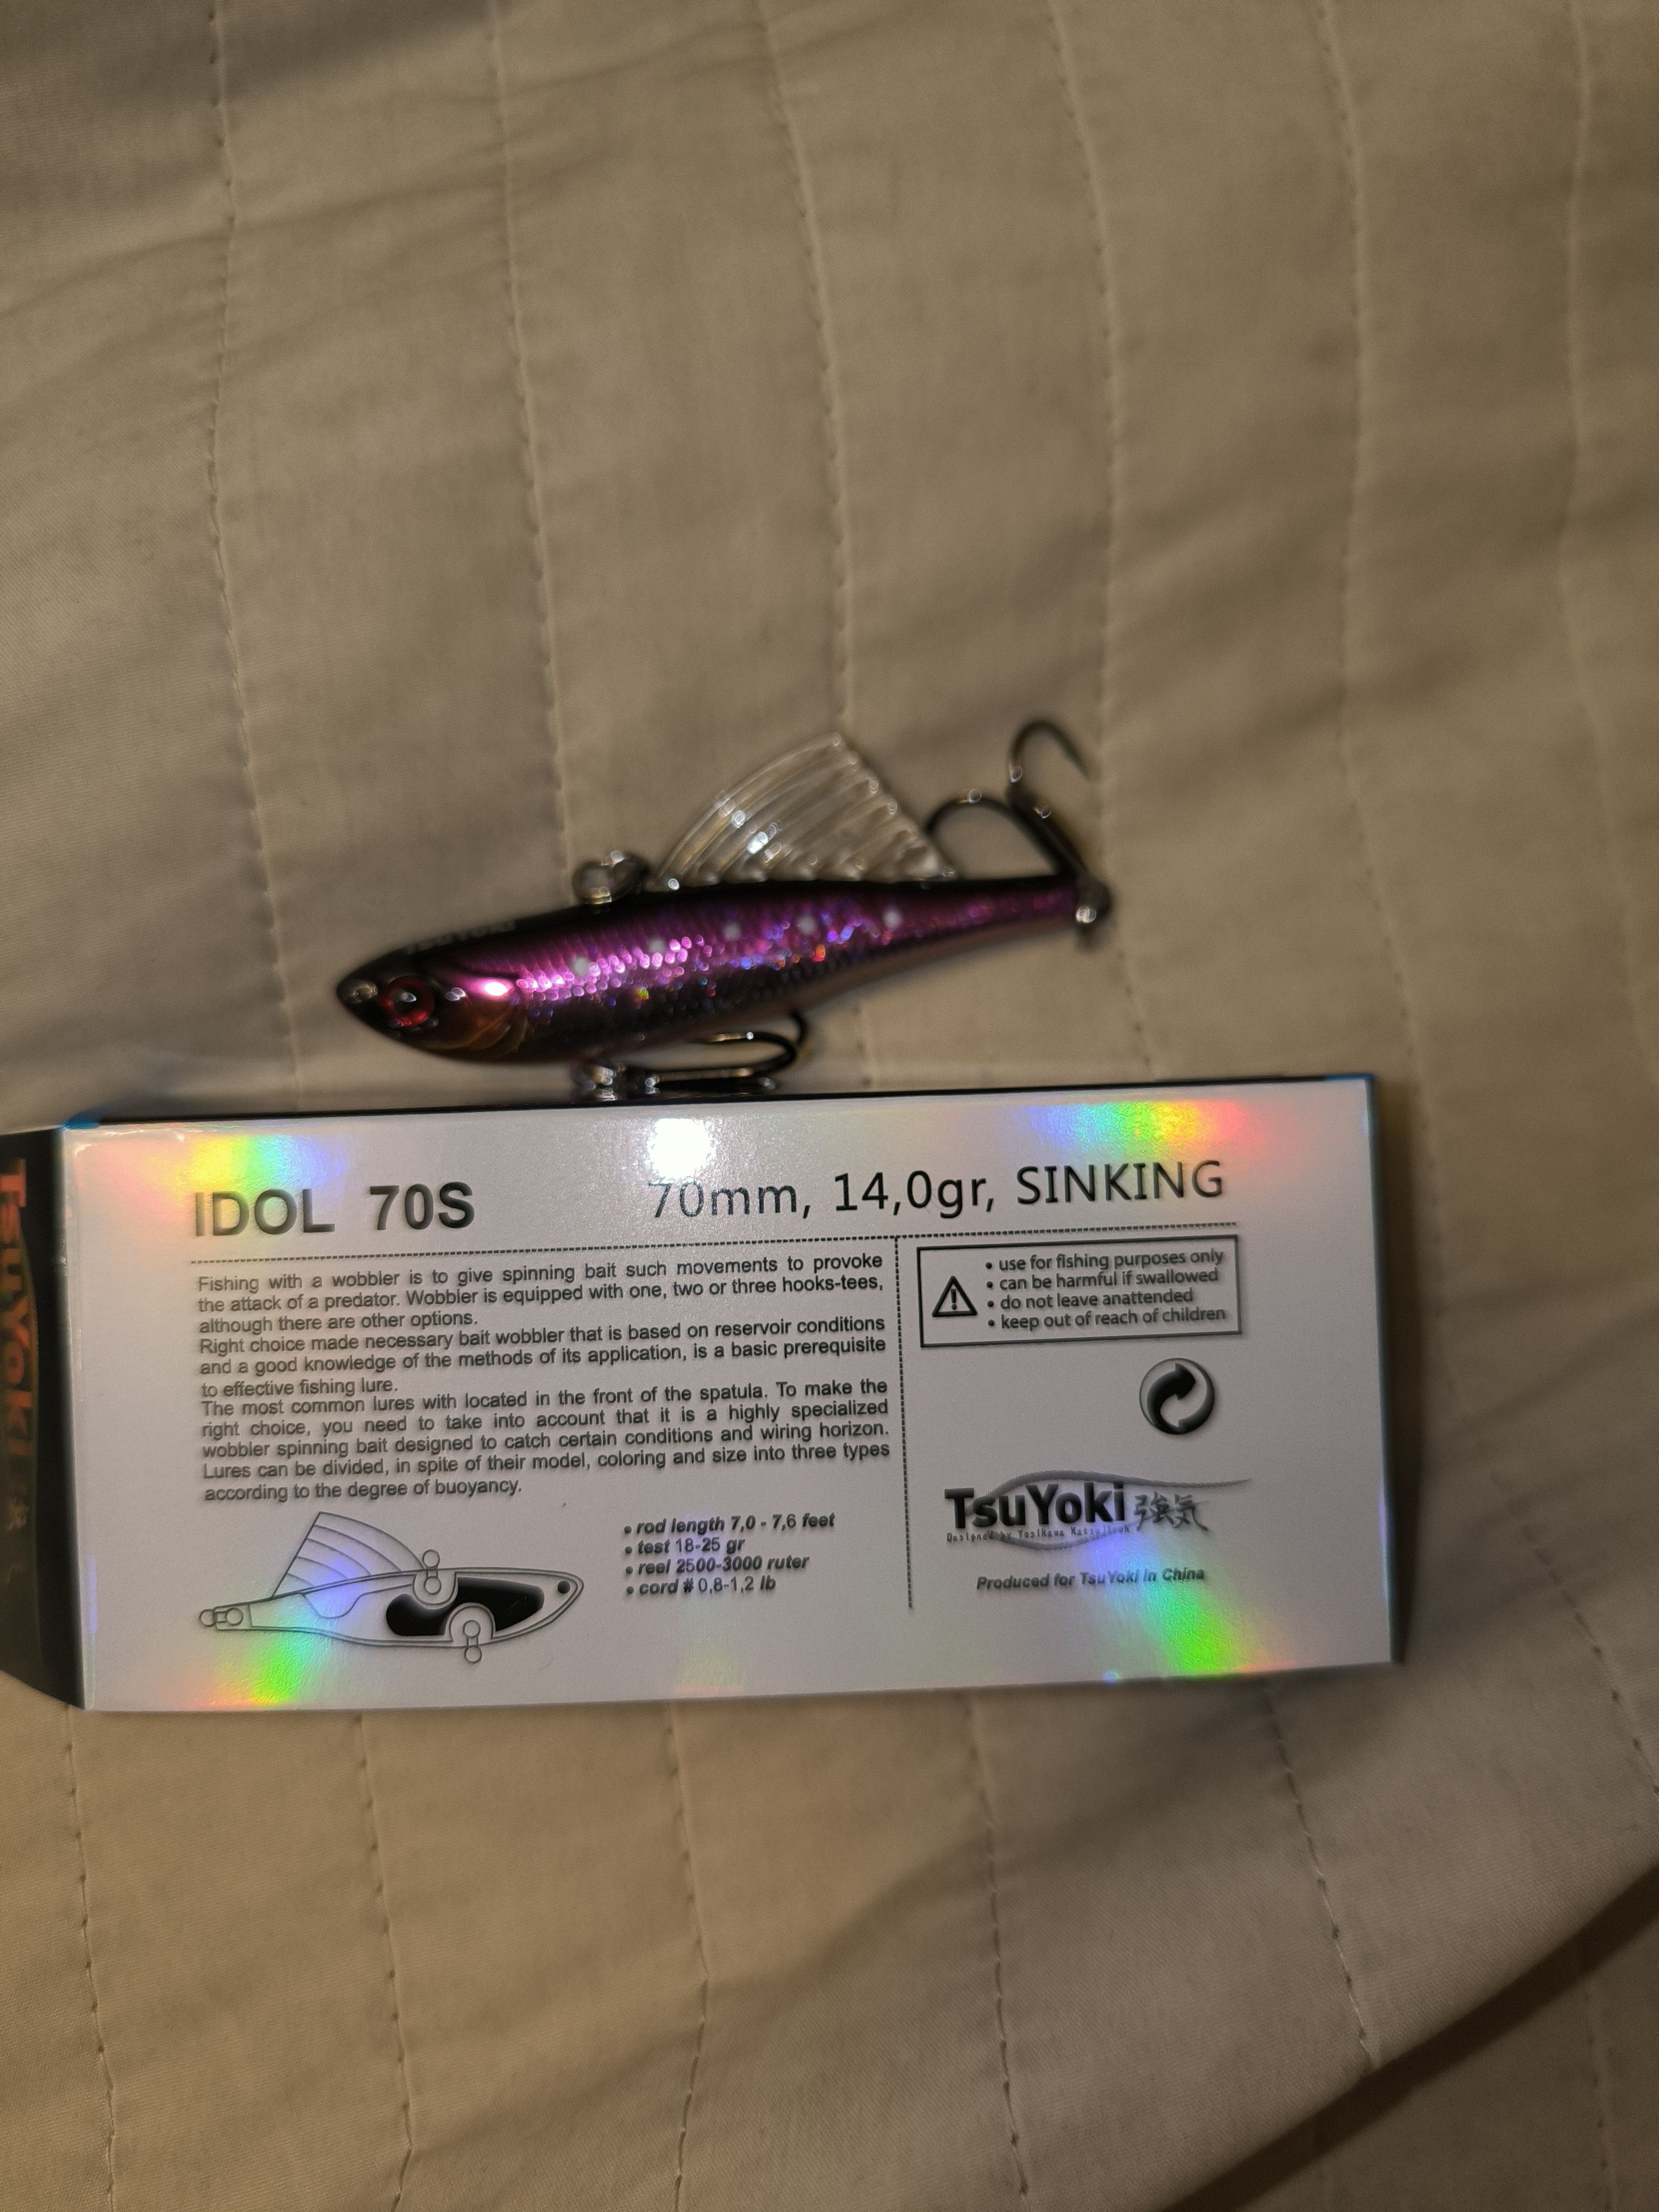 TsuYoki
TsuYoki
IDOL 70S
70mm, 14,0gr, SINKING
Fishing with a wobbler is to give spinning bait such movements to provoke
the attack of a predator. Wobbler is equipped with one, two or three hooks-tees,
although there are other options.
Right choice made necessary bait wobbler that is based on reservoir conditions
and a good knowledge of the methods of its application, is a basic prerequisite
to effective fishing lure.
The most common lures with located in the front of the spatula. To make the
right choice, you need to take into account that it is a highly specialized
wobbler spinning bait designed to catch certain conditions and wiring horizon.
Lures can be divided, in spite of their model, coloring and size into three types
according to the degree of buoyancy.
• rod length 7,0 - 7,6 feet
• test 18-25 gr
• reel 2500-3000 ruter
• cord # 0,8-1,2 lb
• use for fishing purposes only
• can be harmful if swallowed
• do not leave anattended
• keep out of reach of children
TsuYoki 強気
Designed by Yosikawa
Produced for TsuYoki in China